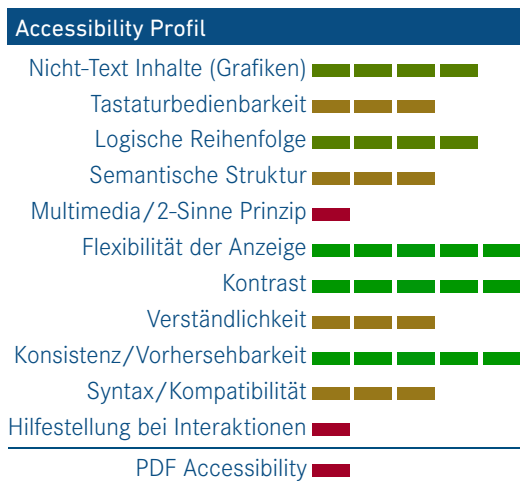 Accessibility Profil
Nicht-Text Inhalte (Grafiken)
Tastaturbedienbarkeit
Logische Reihenfolge
Semantische Struktur
Multimedia/2-Sinne Prinzip
Flexibilität der Anzeige
Kontrast
Verständlichkeit
Konsistenz/Vorhersehbarkeit
Syntax/Kompatibilität
Hilfestellung bei Interaktionen
PDF Accessibility